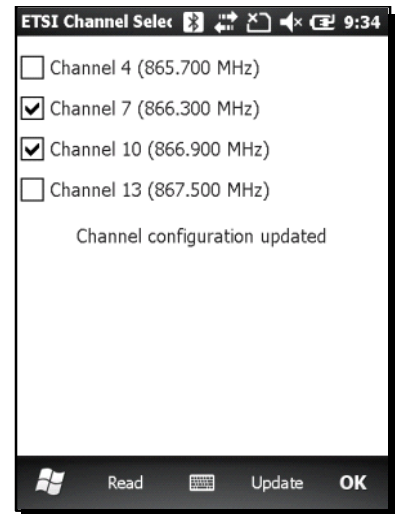 ETSI Channel Selec 9:34
Channel 4 (865.700 MHz)
Channel 7 (866.300 MHz)
Channel 10 (866.900 MHz)
Channel 13 (867.500 MHz)
Channel configuration updated
Read Update OK